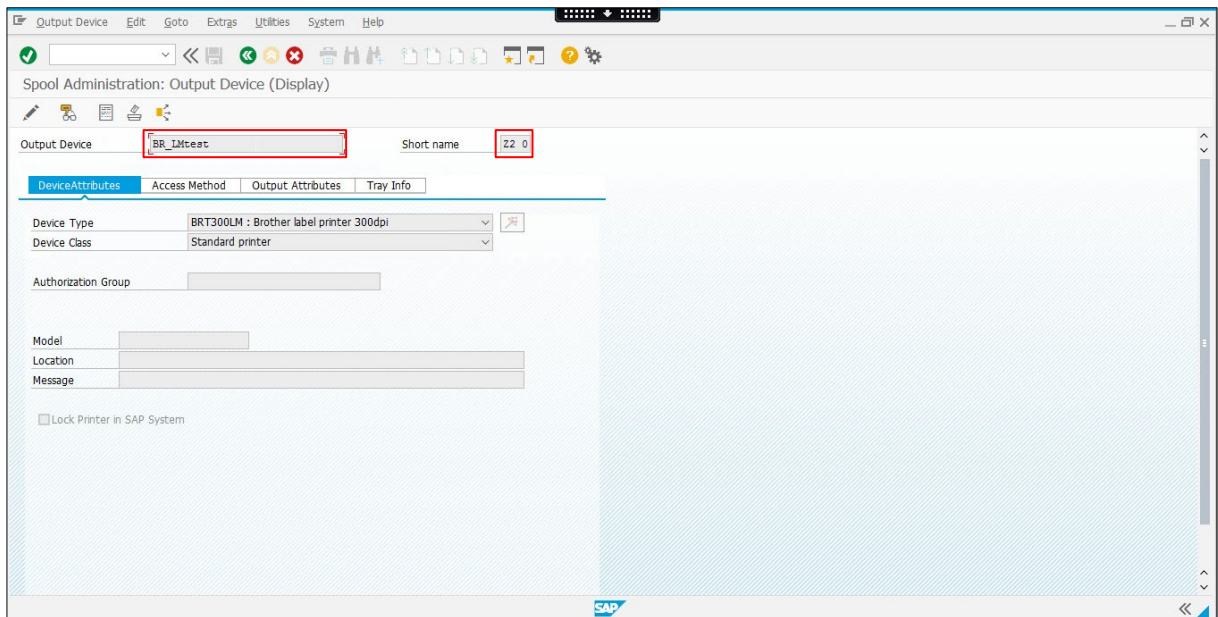 Output Device Edit Goto Extras Utilities System Help
Spool Administration: Output Device (Display)
Output Device BR_LMtest Short name Z2 0
DeviceAttributes Access Method Output Attributes Tray Info
Device Type BRT300LM : Brother label printer 300dpi
Device Class Standard printer
Authorization Group
Model
Location
Message
Lock Printer in SAP System
SAP